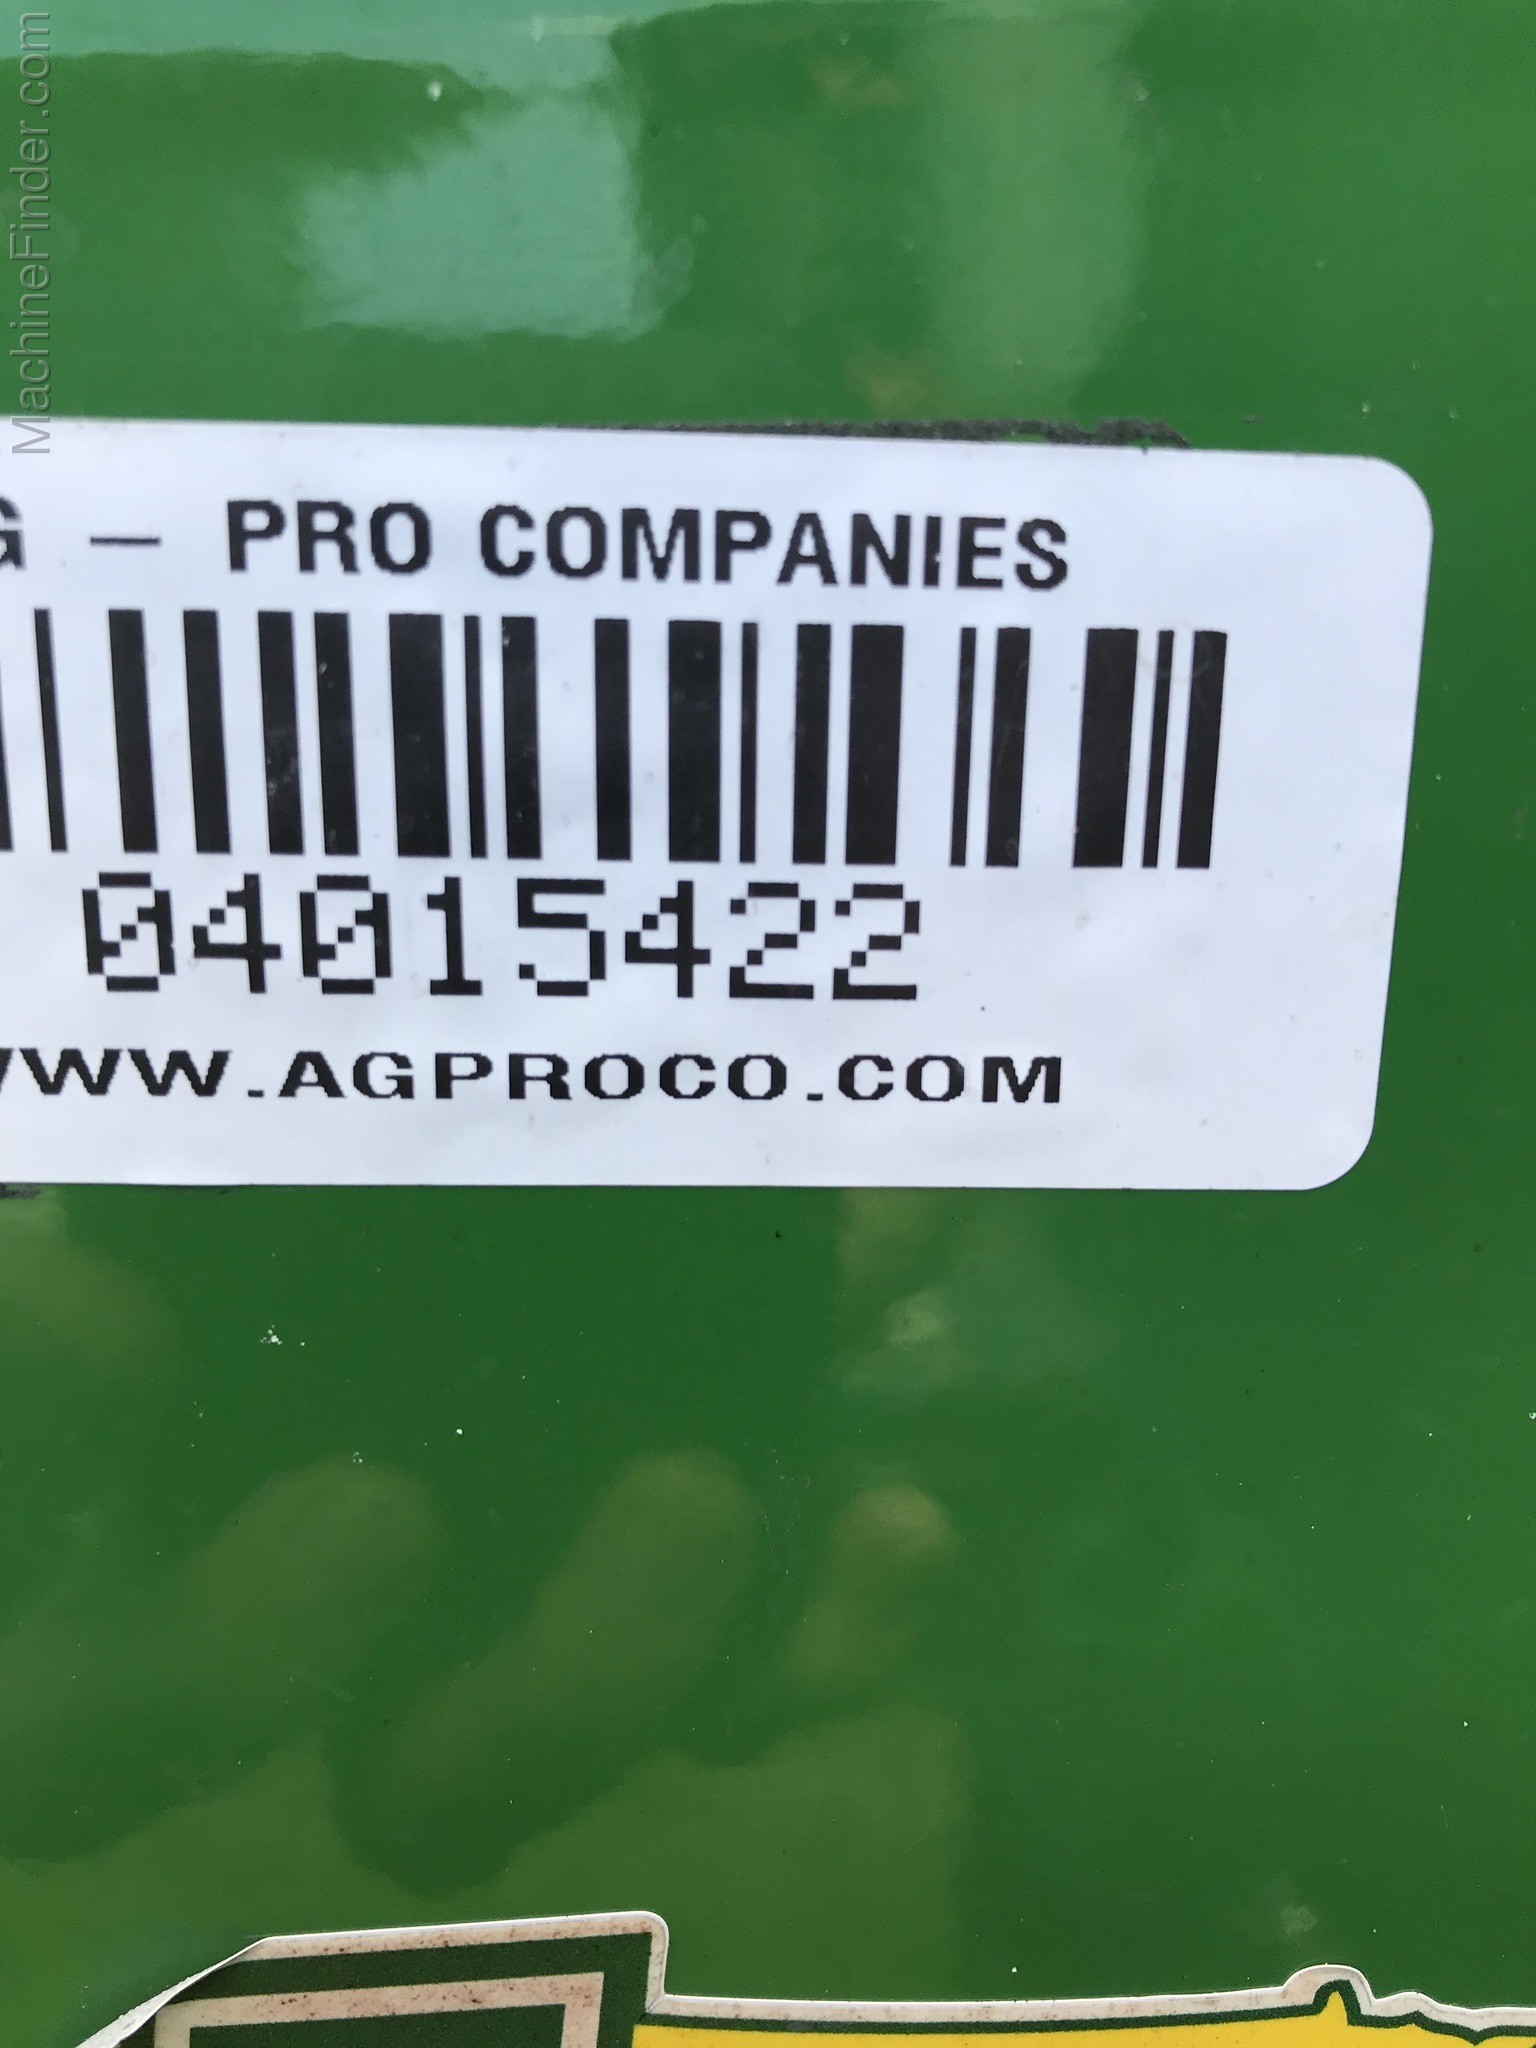 MachineFinder.com
G – PRO COMPANIES
04015422
WWW.AGPROCO.COM